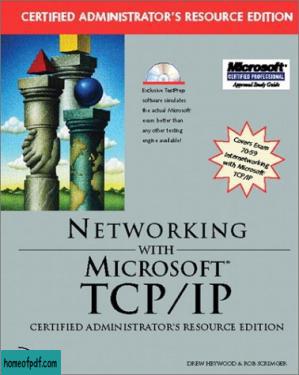 CERTIFIED ADMINISTRATOR'S RESOURCE EDITION
Exclusive TestPrep
software simulates
the actual Microsoft
exam better than
any other testing
engine available!
Microsoft
CERTIFIED PROFESSIONAL
Approved Study Guide
Covers Exam
70-59
Internetworking
with Microsoft
TCP/IP
NETWORKING
WITH
MICROSOFT®
TCP/IP
CERTIFIED ADMINISTRATOR'S RESOURCE EDITION
DREW HEYWOOD & ROB SCRIMGER
homeofpdf.com